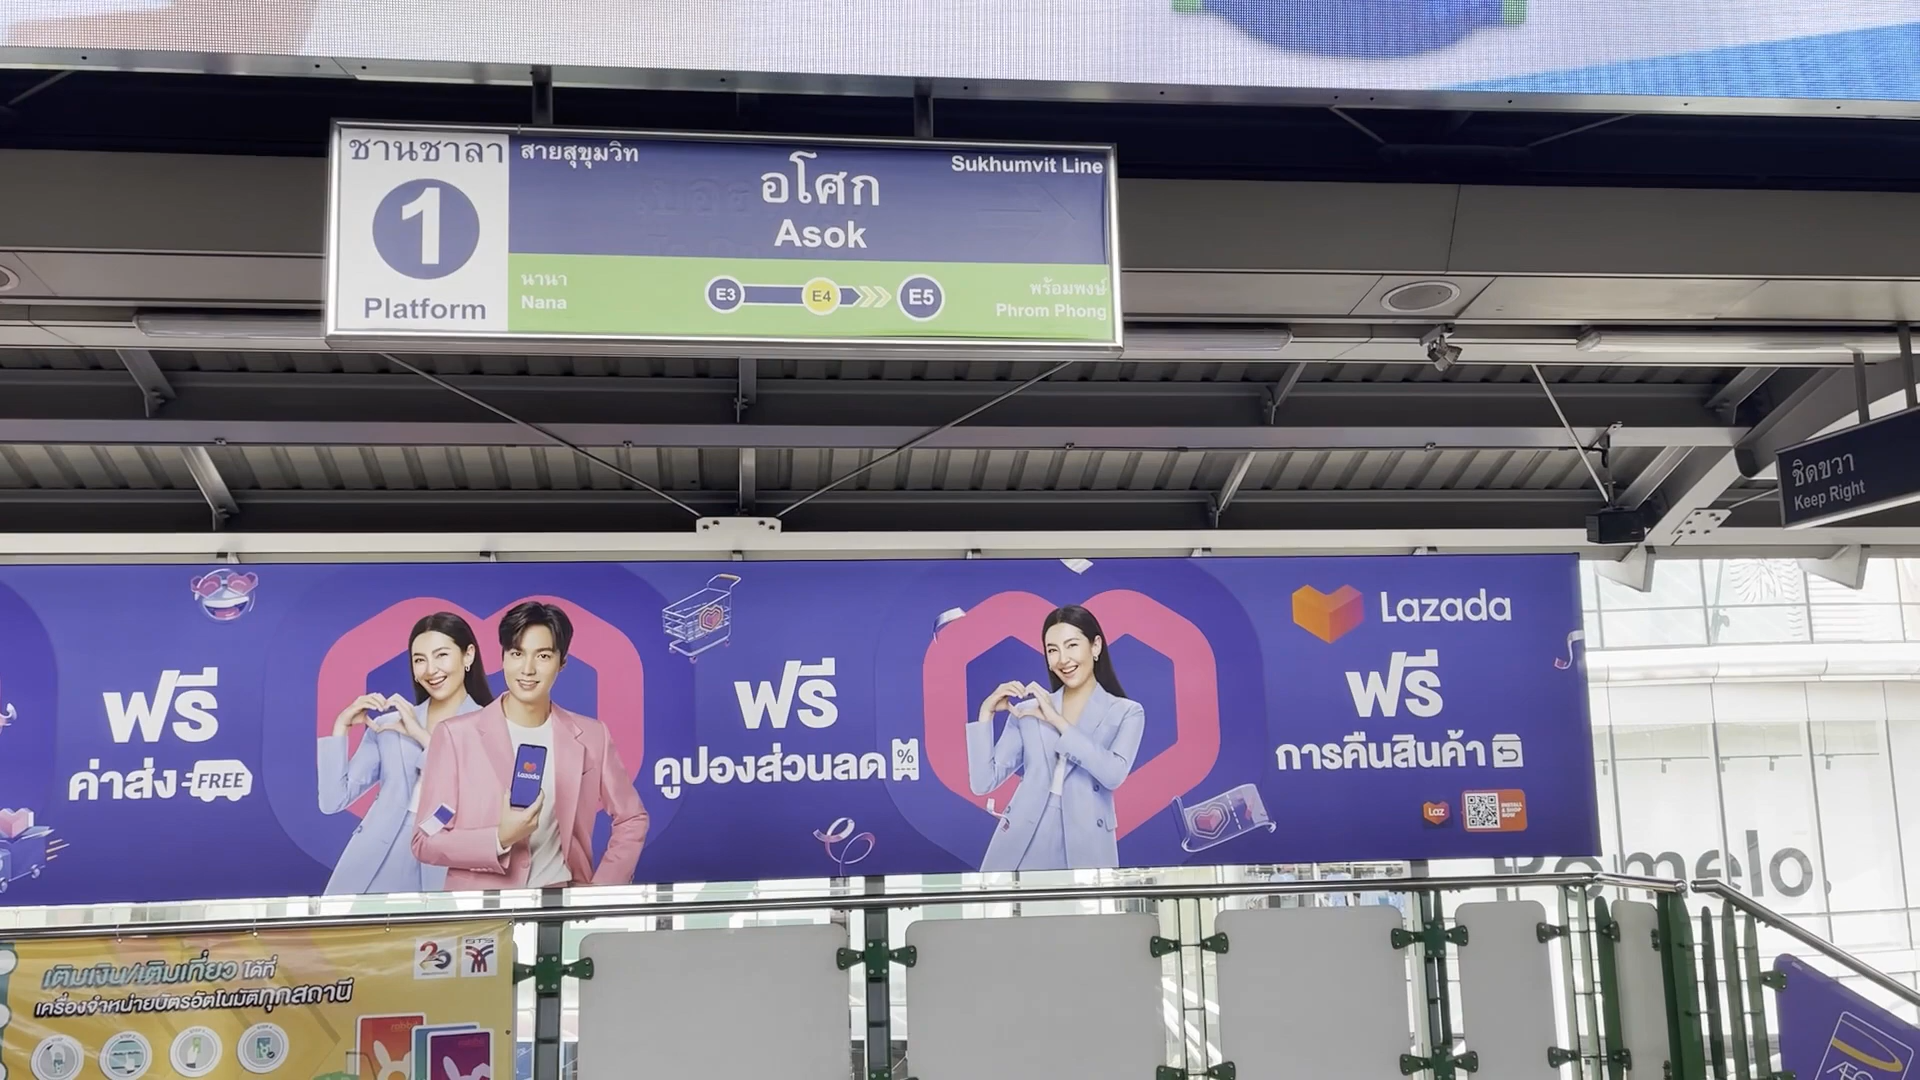 ชานชาลา
1
Platform
สายสุขุมวิท
Sukhumvit Line
อโศก
Asok
นานา
Nana
E3
E4
E5
พร้อมพงษ์
Phrom Phong
ชิดขวา
Keep Right
ฟรี
ค่าส่ง
FREE
Lazada
ฟรี
คูปองส่วนลด
%
Lazada
ฟรี
การคืนสินค้า
Laz
INSTALL
& SHOP
NOW
Pomelo.
เติมเงิน/เติมเที่ยว ได้ที่
เครื่องจำหน่ายบัตรอัตโนมัติทุกสถานี
BTS
rabbit